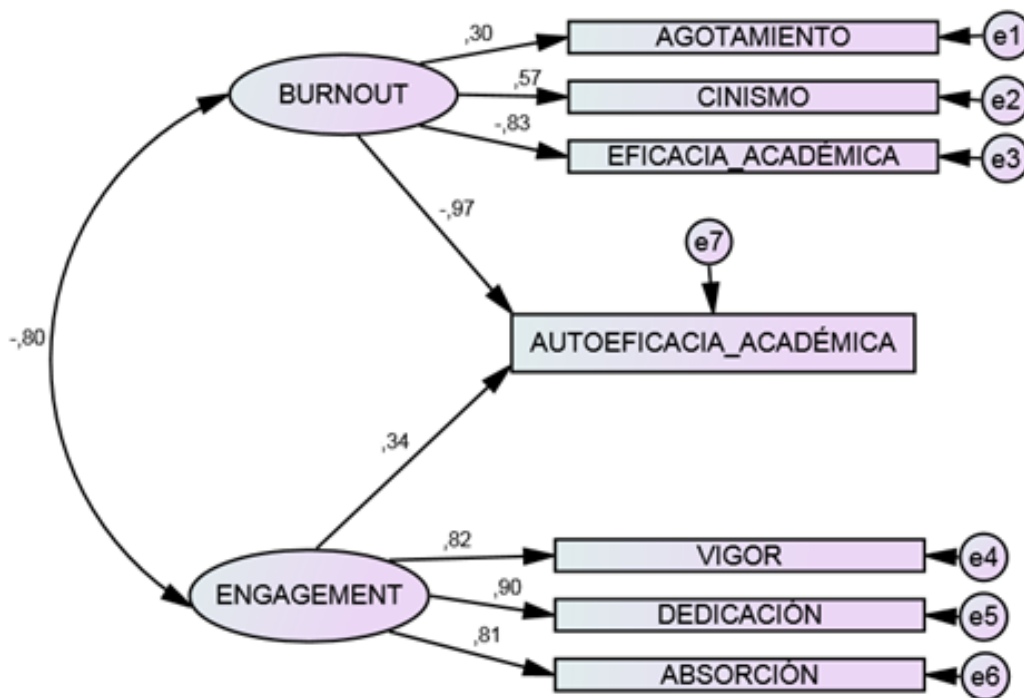 ,30
AGOTAMIENTO
e1
BURNOUT
,57
CINISMO
e2
-,83
EFICACIA_ACADÉMICA
e3
-,97
e7
-,80
AUTOEFICACIA_ACADÉMICA
,34
,82
VIGOR
e4
ENGAGEMENT
,90
DEDICACIÓN
e5
,81
ABSORCIÓN
e6